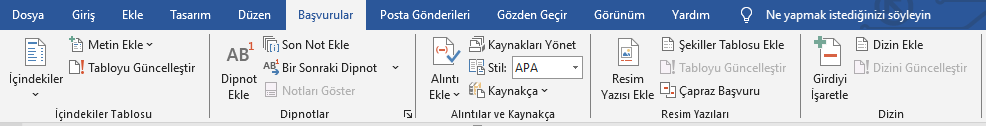 Dosya Giriş Ekle Tasarım Düzen Başvurular Posta Gönderileri Gözden Geçir Görünüm Yardım Ne yapmak istediğinizi söyleyin
İçindekiler
Metin Ekle
Tabloyu Güncelleştir
İçindekiler Tablosu
AB1
Dipnot
Ekle
Son Not Ekle
Bir Sonraki Dipnot
Notları Göster
Dipnotlar
Alıntı
Ekle
Kaynakları Yönet
Stil: APA
Kaynakça
Alıntılar ve Kaynakça
Resim
Yazısı Ekle
Şekiller Tablosu Ekle
Tabloyu Güncelleştir
Çapraz Başvuru
Resim Yazıları
Girdiyi
İşaretle
Dizin Ekle
Dizini Güncelleştir
Dizin